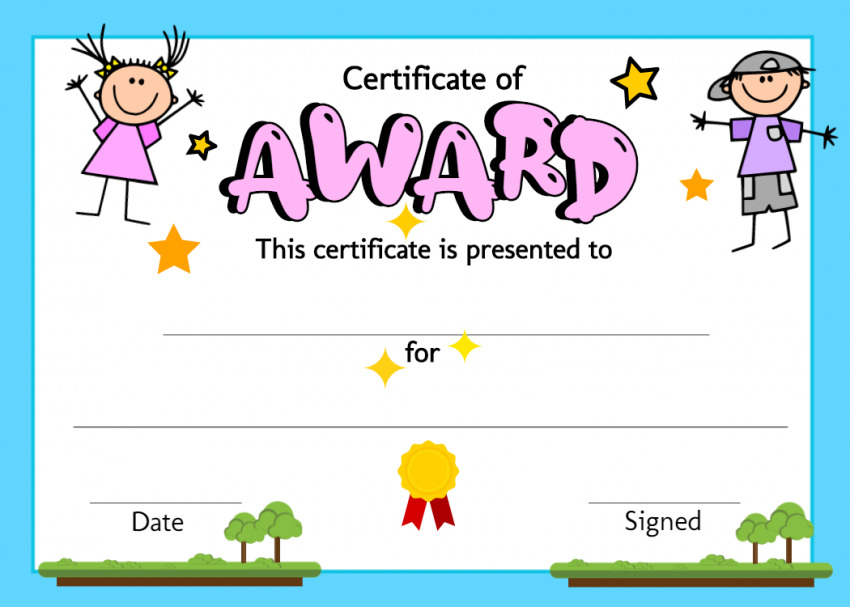 Certificate of
AWARD
This certificate is presented to
for
Date
Signed